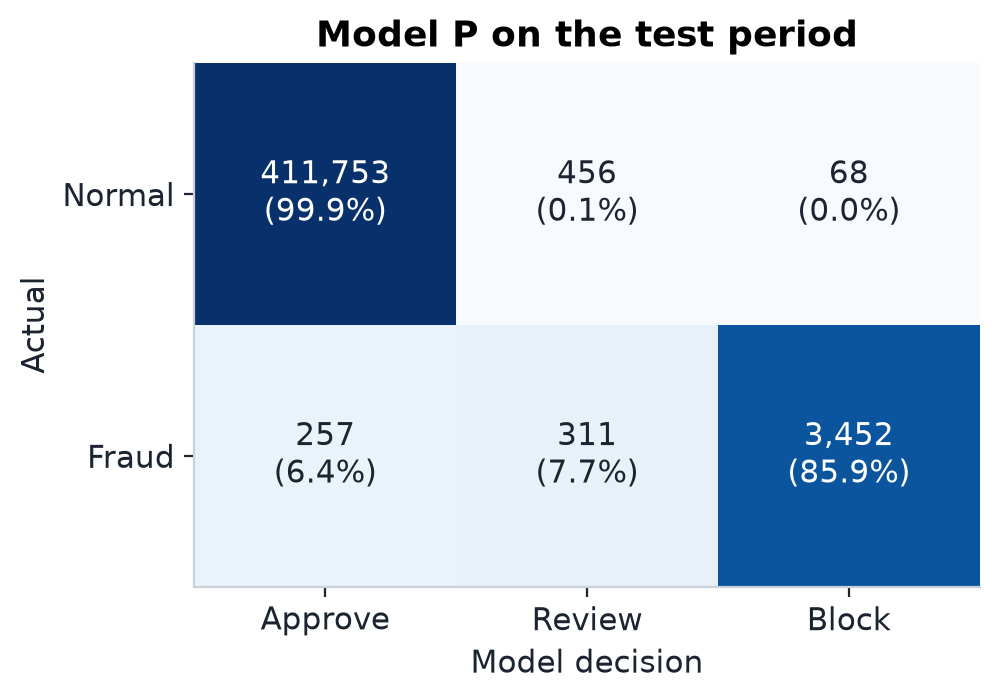 Model P on the test period
Actual
Normal
411,753
(99.9%)
456
(0.1%)
68
(0.0%)
Fraud
257
(6.4%)
311
(7.7%)
3,452
(85.9%)
Approve
Review
Block
Model decision